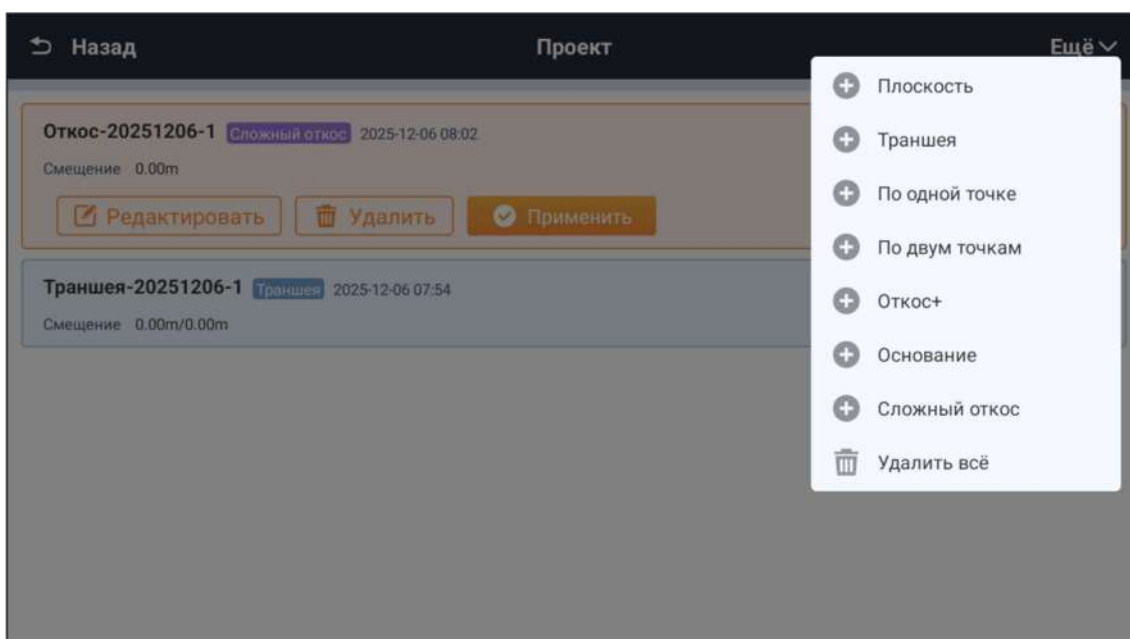 Назад Проект Ещё
Откос-20251206-1 Сложный откос 2025-12-06 08:02
Смещение 0.00m
Редактировать Удалить Применить
Траншея-20251206-1 Траншея 2025-12-06 07:54
Смещение 0.00m/0.00m
Плоскость
Траншея
По одной точке
По двум точкам
Откос+
Основание
Сложный откос
Удалить всё